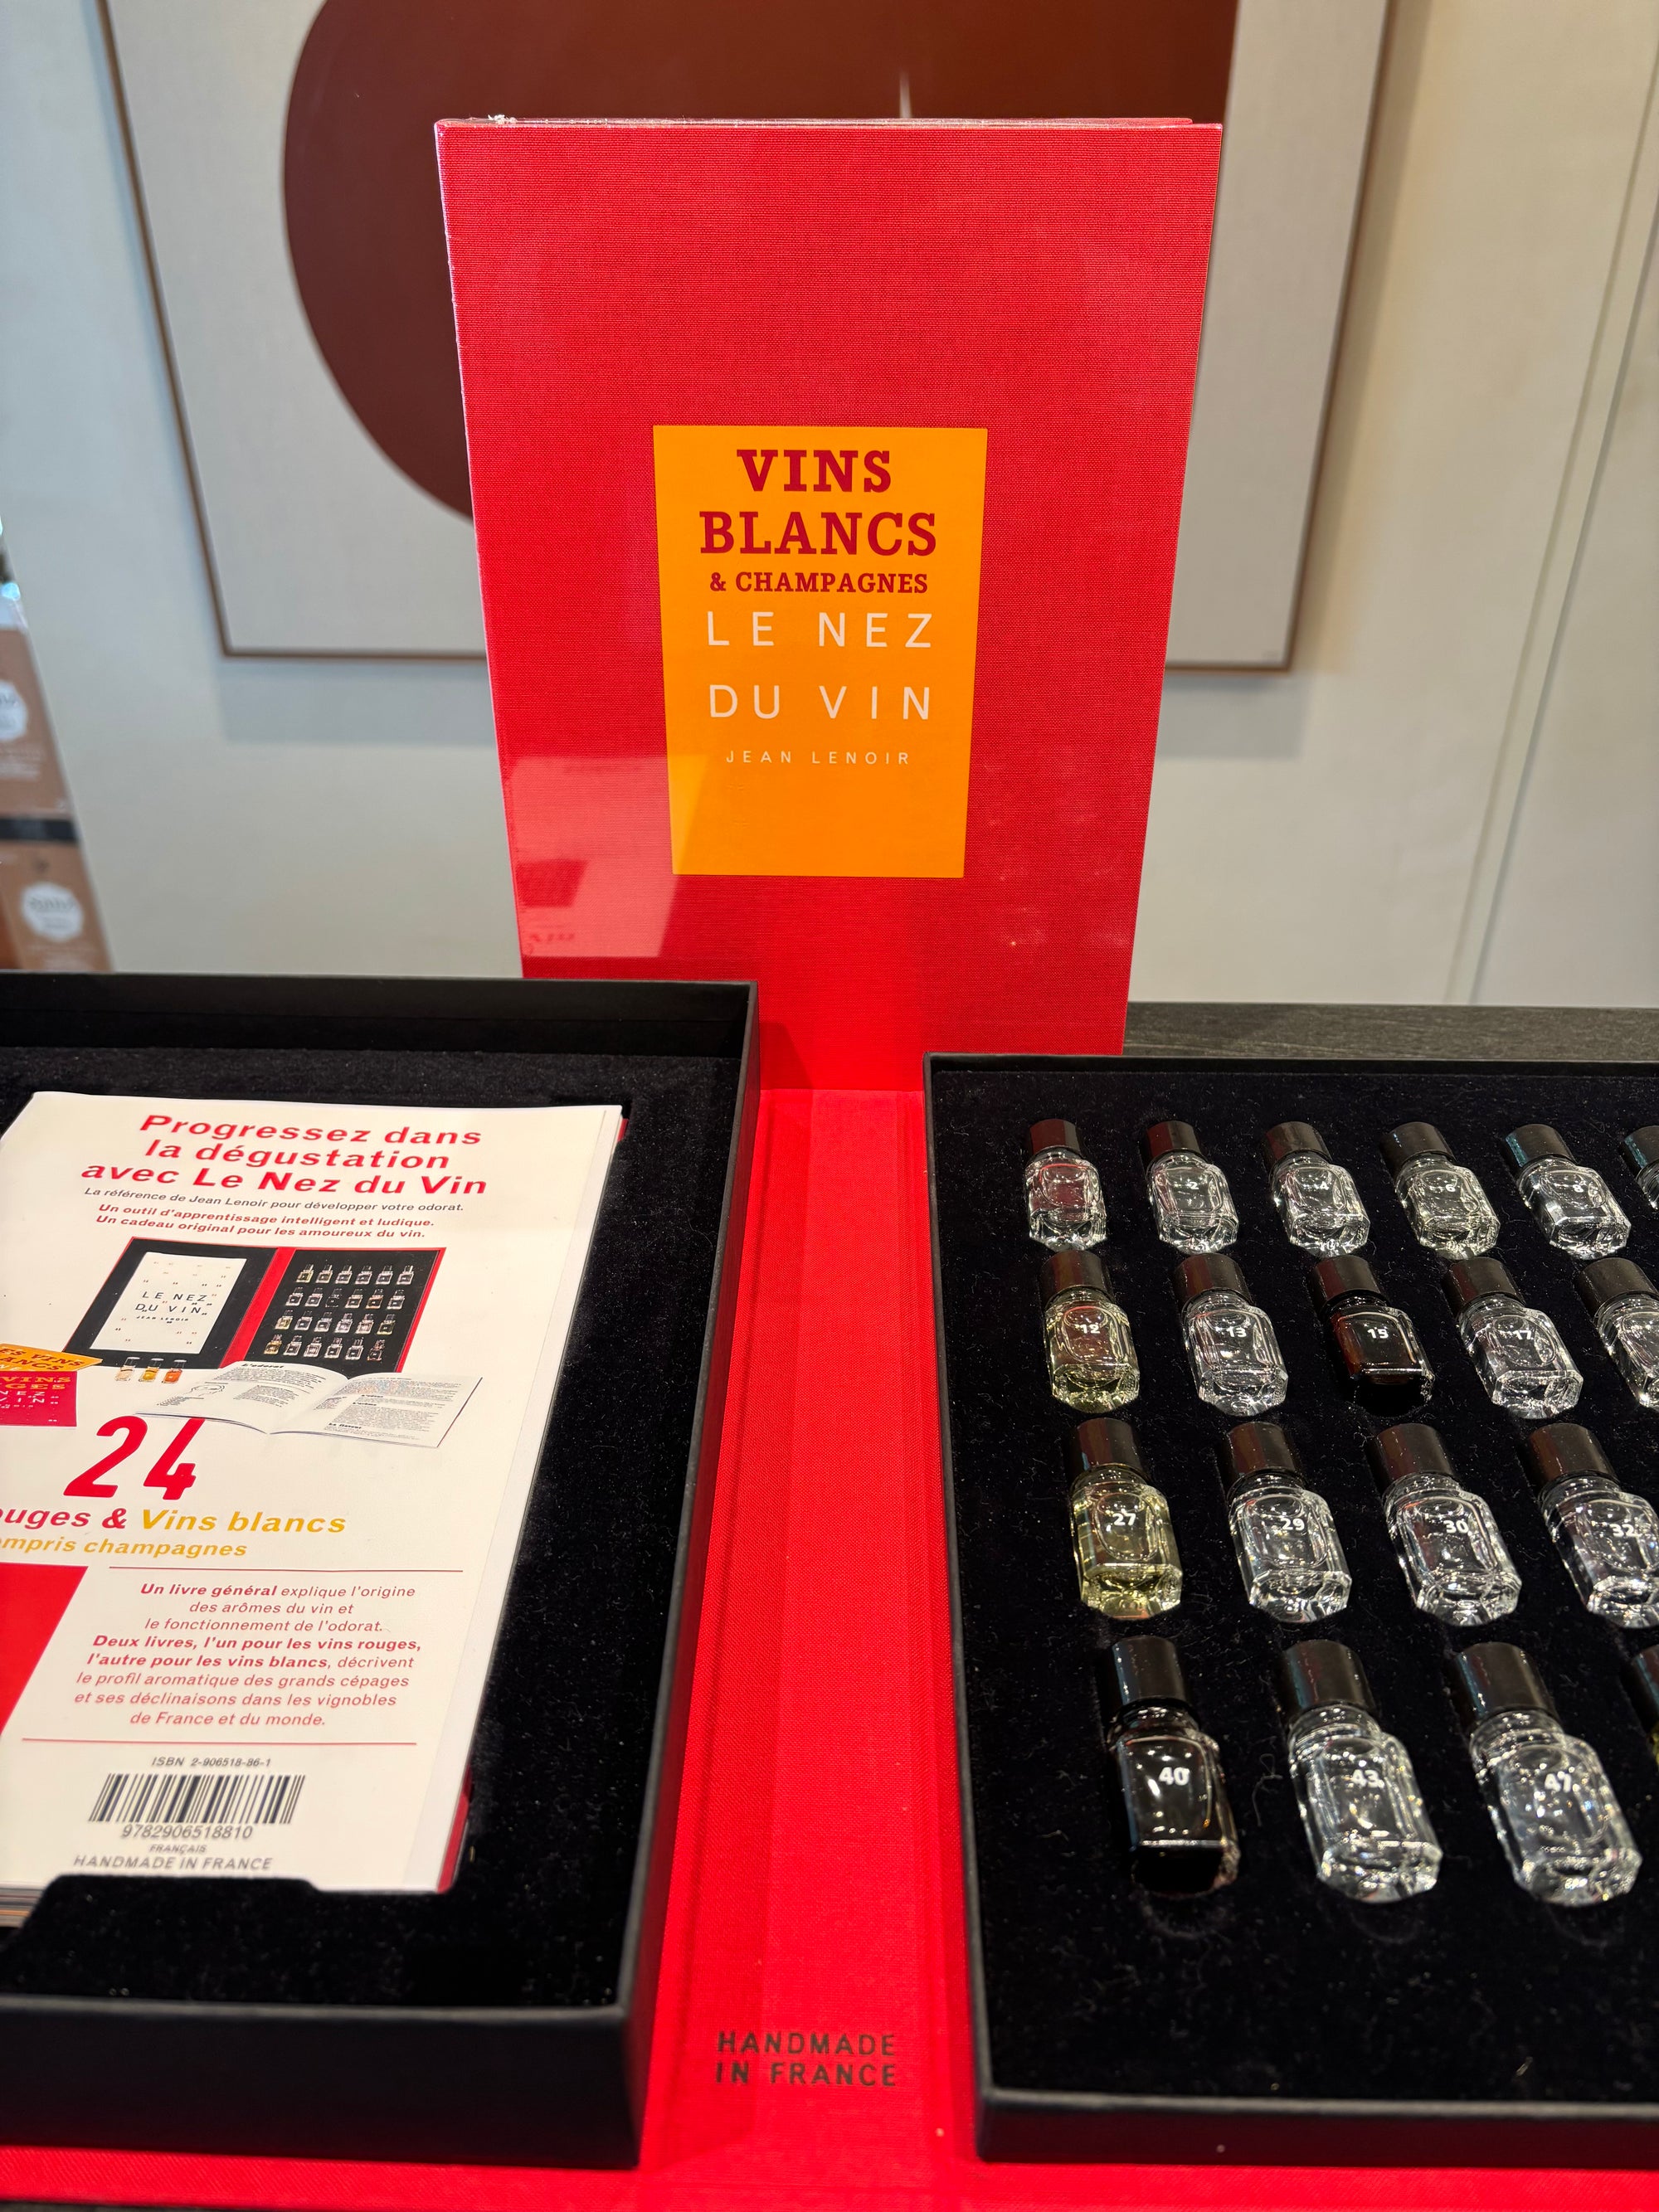 VINS
BLANCS
& CHAMPAGNES
LE NEZ
DU VIN
JEAN LENOIR
Progressez dans
la dégustation
avec Le Nez du Vin
La référence de Jean Lenoir pour développer votre odorat.
Un outil d'apprentissage intelligent et ludique.
Un cadeau original pour les amoureux du vin.
LE NEZ
DU VIN
JEAN LENOIR
24
& Vins blancs
champagnes
Un livre général explique l'origine
des arômes du vin et
le fonctionnement de l'odorat.
Deux livres, l'un pour les vins rouges,
l'autre pour les vins blancs, décrivent
le profil aromatique des grands cépages
et ses déclinaisons dans les vignobles
de France et du monde.
ISBN 2-906518-86-1
9782906518810
FRANÇAIS
HANDMADE IN FRANCE
2
4
6
12
13
15
17
27
29
30
32
40
43
47
HANDMADE
IN FRANCE